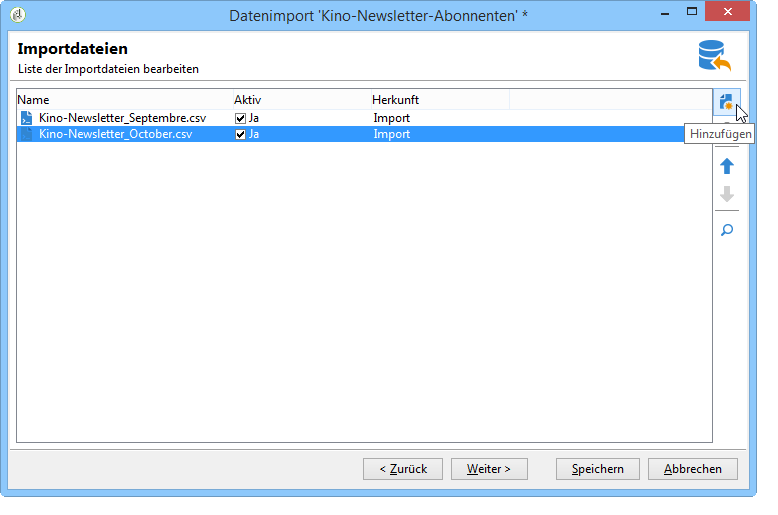 Datenimport 'Kino-Newsletter-Abonnenten' *
Importdateien
Liste der Importdateien bearbeiten
Name Aktiv Herkunft
Kino-Newsletter_Septembre.csv Ja Import
Kino-Newsletter_October.csv Ja Import
Hinzufügen
< Zurück Weiter > Speichern Abbrechen